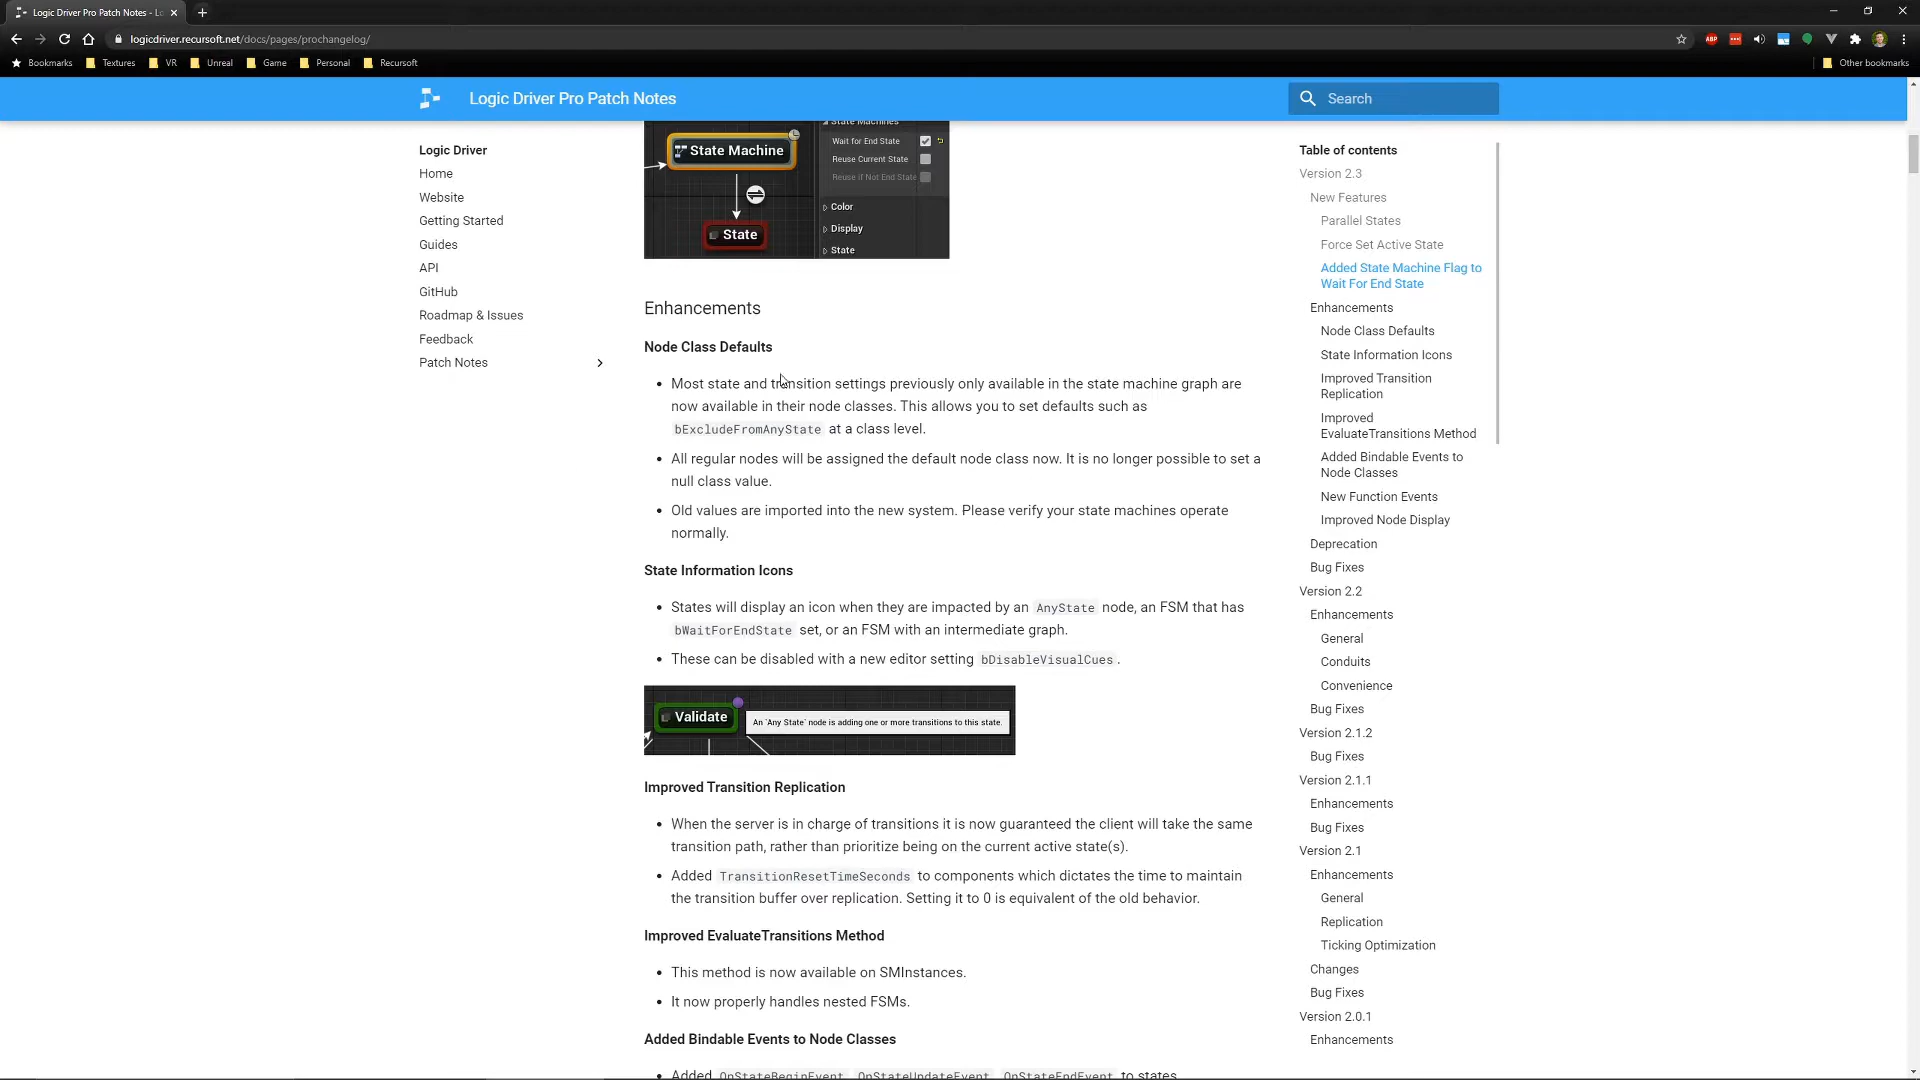 Logic Driver Pro Patch Notes - Lo
logicdriver.recursoft.net/docs/pages/prochangelog/
ABP
Bookmarks Textures VR Unreal Game Personal Recursoft Other bookmarks
Logic Driver Pro Patch Notes
Search
Logic Driver
Home
Website
Getting Started
Guides
API
GitHub
Roadmap & Issues
Feedback
Patch Notes
State Machine
State
State Machines
Wait for End State
Reuse Current State
Reuse if Not End State
Color
Display
State
Enhancements
Node Class Defaults
• Most state and transition settings previously only available in the state machine graph are
now available in their node classes. This allows you to set defaults such as
bExcludeFromAnyState at a class level.
• All regular nodes will be assigned the default node class now. It is no longer possible to set a
null class value.
• Old values are imported into the new system. Please verify your state machines operate
normally.
State Information Icons
• States will display an icon when they are impacted by an AnyState node, an FSM that has
bWaitForEndState set, or an FSM with an intermediate graph.
• These can be disabled with a new editor setting bDisableVisualCues.
Validate
An 'Any State' node is adding one or more transitions to this state.
Improved Transition Replication
• When the server is in charge of transitions it is now guaranteed the client will take the same
transition path, rather than prioritize being on the current active state(s).
• Added TransitionResetTimeSeconds to components which dictates the time to maintain
the transition buffer over replication. Setting it to 0 is equivalent of the old behavior.
Improved EvaluateTransitions Method
• This method is now available on SMInstances.
• It now properly handles nested FSMs.
Added Bindable Events to Node Classes
• Added OnStateBeginEvent, OnStateUpdateEvent, OnStateEndEvent to states.
Table of contents
Version 2.3
New Features
Parallel States
Force Set Active State
Added State Machine Flag to
Wait For End State
Enhancements
Node Class Defaults
State Information Icons
Improved Transition
Replication
Improved
EvaluateTransitions Method
Added Bindable Events to
Node Classes
New Function Events
Improved Node Display
Deprecation
Bug Fixes
Version 2.2
Enhancements
General
Conduits
Convenience
Bug Fixes
Version 2.1.2
Bug Fixes
Version 2.1.1
Enhancements
Bug Fixes
Version 2.1
Enhancements
General
Replication
Ticking Optimization
Changes
Bug Fixes
Version 2.0.1
Enhancements